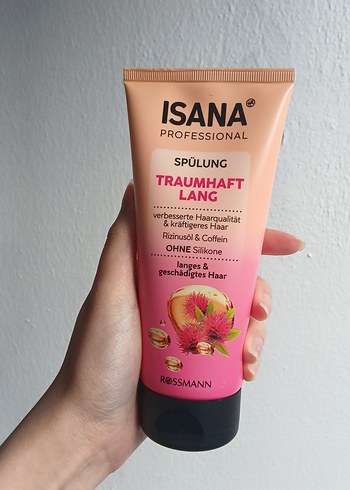 ISANA
PROFESSIONAL
SPÜLUNG
TRAUMHAFT
LANG
verbesserte Haarqualität
& kräftigeres Haar
Rizinusöl & Coffein
OHNE Silikone
langes &
geschädigtes Haar
ROSSMANN